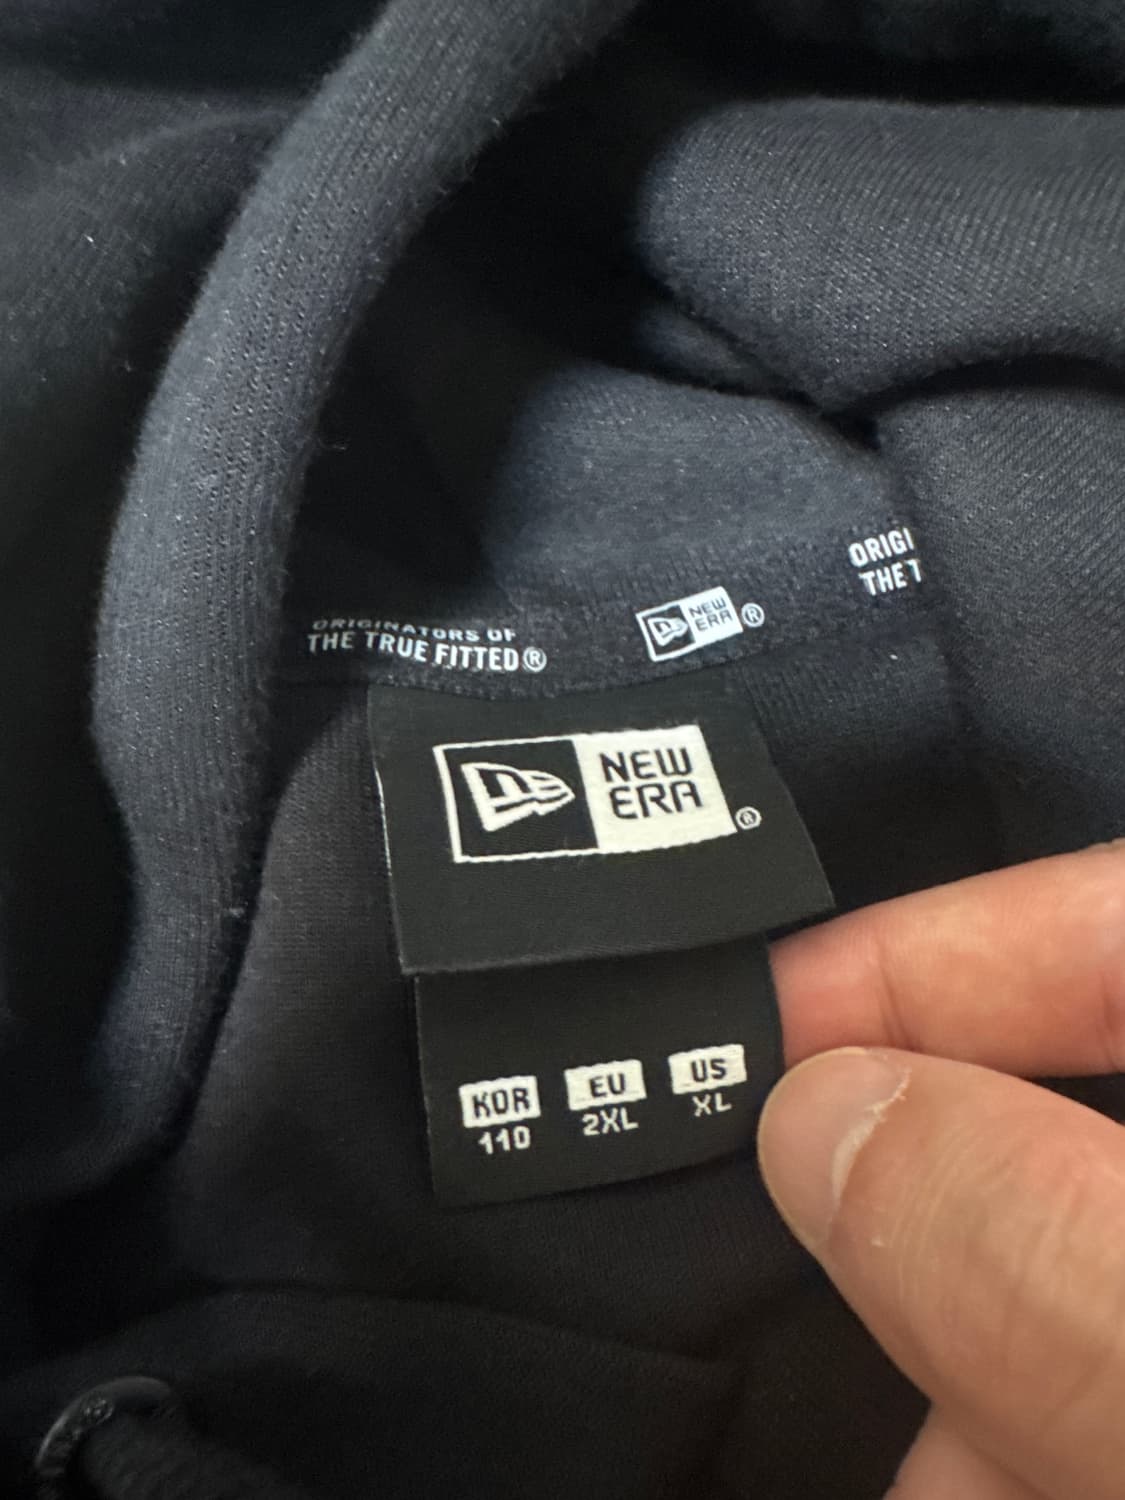 ORIGINATORS OF
THE TRUE FITTED®
NEW
ERA®
ORIGI
THE T
NEW
ERA®
KOR EU US
110 2XL XL